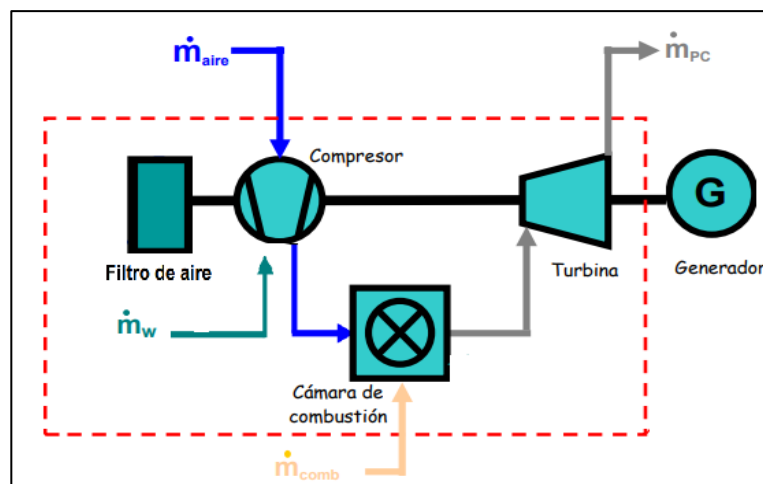 ṁaire
ṁPC
Compresor
G
Filtro de aire
Turbina
Generador
ṁW
Cámara de
combustión
ṁcomb